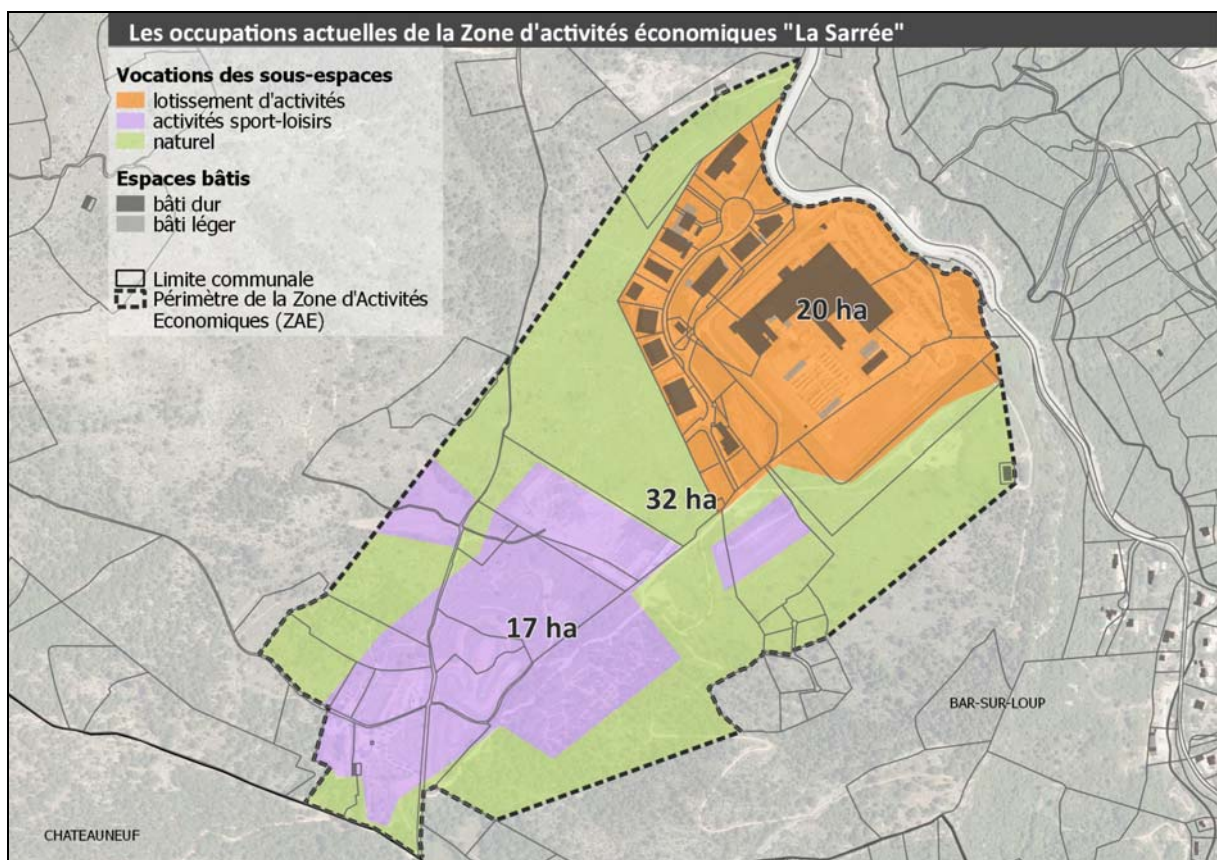 Les occupations actuelles de la Zone d'activités économiques "La Sarrée"
Vocations des sous-espaces
lotissement d'activités
activités sport-loisirs
naturel
Espaces bâtis
bâti dur
bâti léger
Limite communale
Périmètre de la Zone d'Activités
Economiques (ZAE)
20 ha
32 ha
17 ha
BAR-SUR-LOUP
CHATEAUNEUF